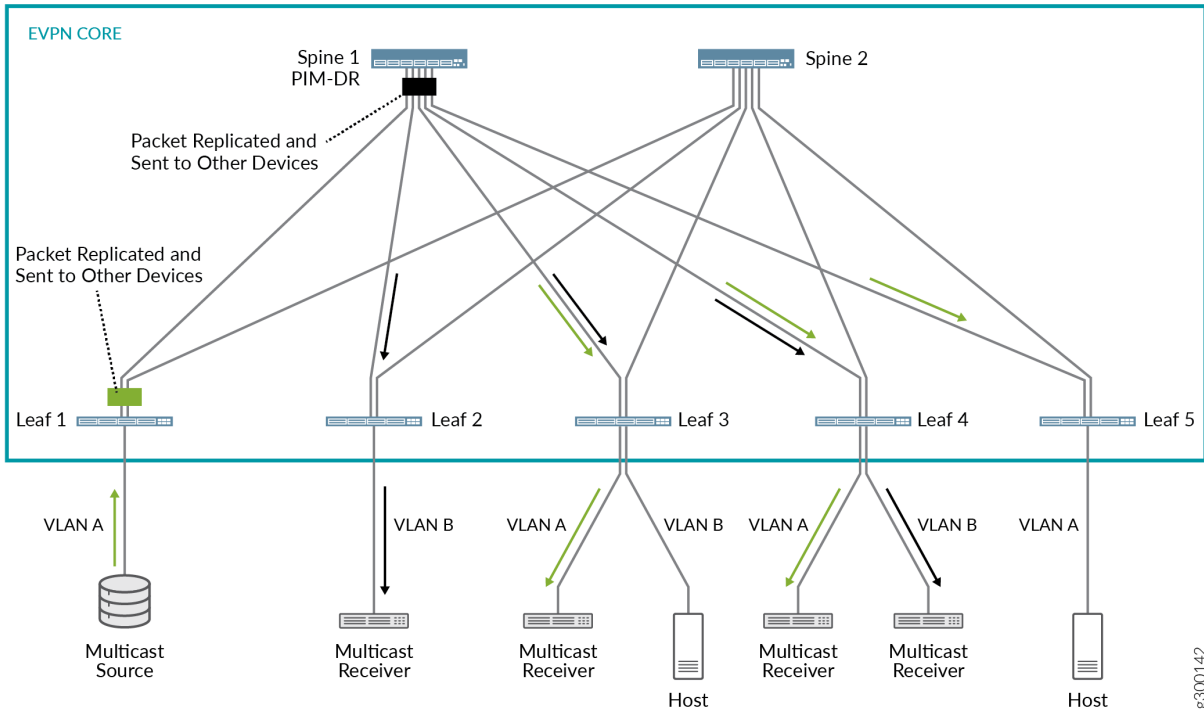 EVPN CORE
Spine 1
PIM-DR
Spine 2
Packet Replicated and
Sent to Other Devices
Packet Replicated and
Sent to Other Devices
Leaf 1
Leaf 2
Leaf 3
Leaf 4
Leaf 5
VLAN A
VLAN B
VLAN A
VLAN B
VLAN A
VLAN B
VLAN A
Multicast
Source
Multicast
Receiver
Multicast
Receiver
Host
Multicast
Receiver
Multicast
Receiver
Host
g300142